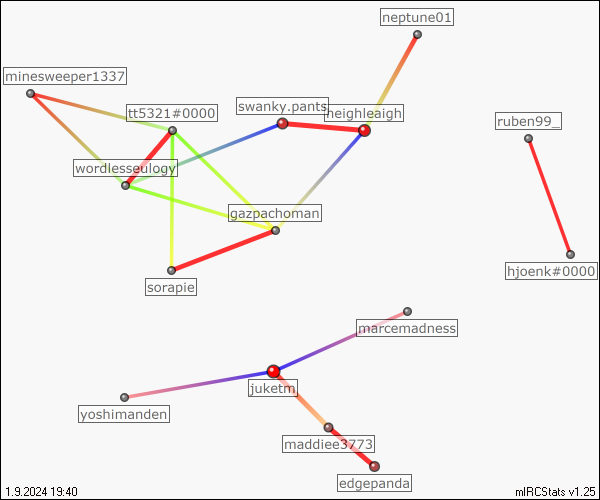 neptune01
minesweeper1337
swanky.pants
tt5321#0000
neighleaigh
ruben99_
wordlesseulogy
gazpachoman
hjoenk#0000
sorapie
marcemadness
juketm
yoshimanden
maddiee3773
edgepanda
1.9.2024 19:40
mIRCStats v1.25